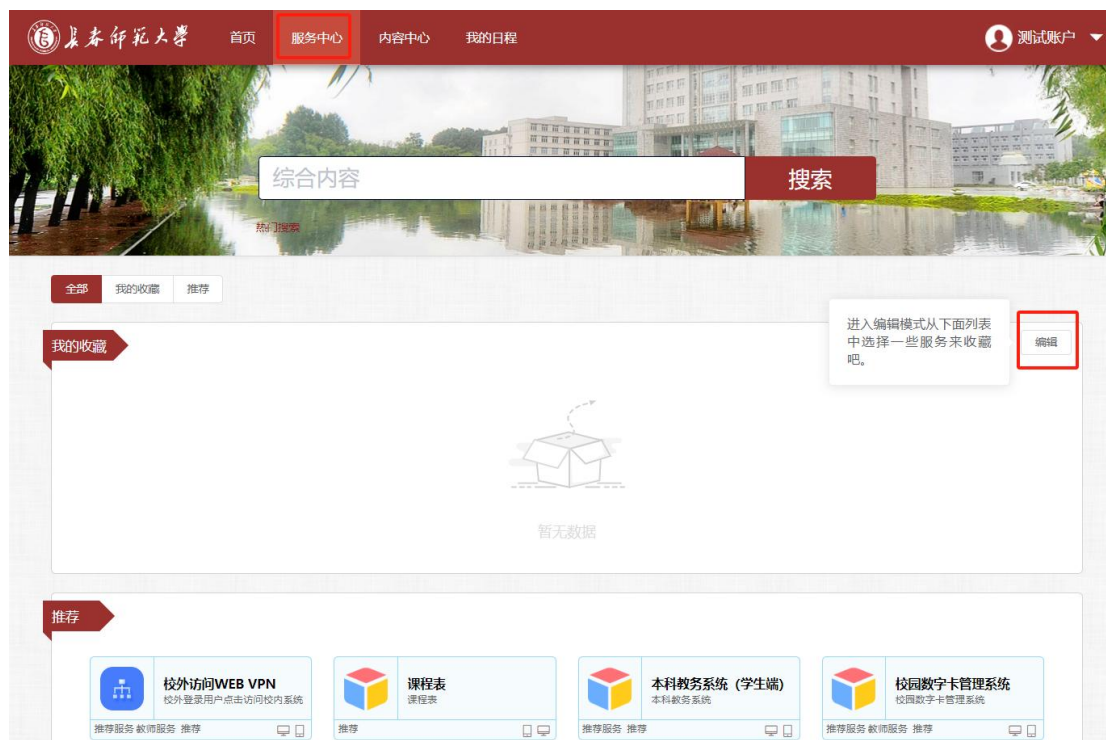 长春师范大学 首页 服务中心 内容中心 我的日程 测试账户
综合内容 搜索
热门搜索
全部 我的收藏 推荐
我的收藏
进入编辑模式从下面列表
中选择一些服务来收藏
吧。
编辑
暂无数据
推荐
校外访问WEB VPN
校外登录用户点击访问校内系统
推荐服务 教师服务 推荐
课程表
课程表
推荐
本科教务系统（学生端）
本科教务系统
推荐服务 推荐
校园数字卡管理系统
校园数字卡管理系统
推荐服务 教师服务 推荐